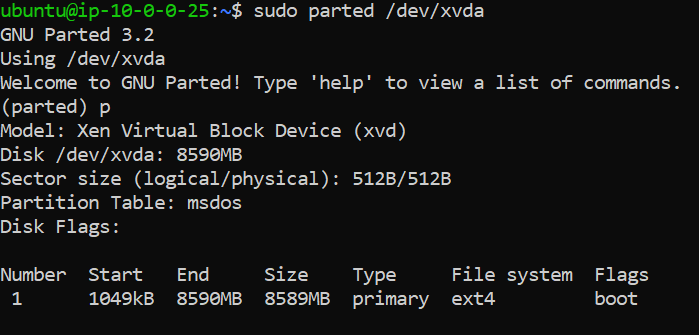 ubuntu@ip-10-0-0-25:~$ sudo parted /dev/xvda
GNU Parted 3.2
Using /dev/xvda
Welcome to GNU Parted! Type 'help' to view a list of commands.
(parted) p
Model: Xen Virtual Block Device (xvd)
Disk /dev/xvda: 8590MB
Sector size (logical/physical): 512B/512B
Partition Table: msdos
Disk Flags:

Number  Start   End     Size    Type     File system  Flags
 1      1049kB  8590MB  8589MB  primary  ext4         boot